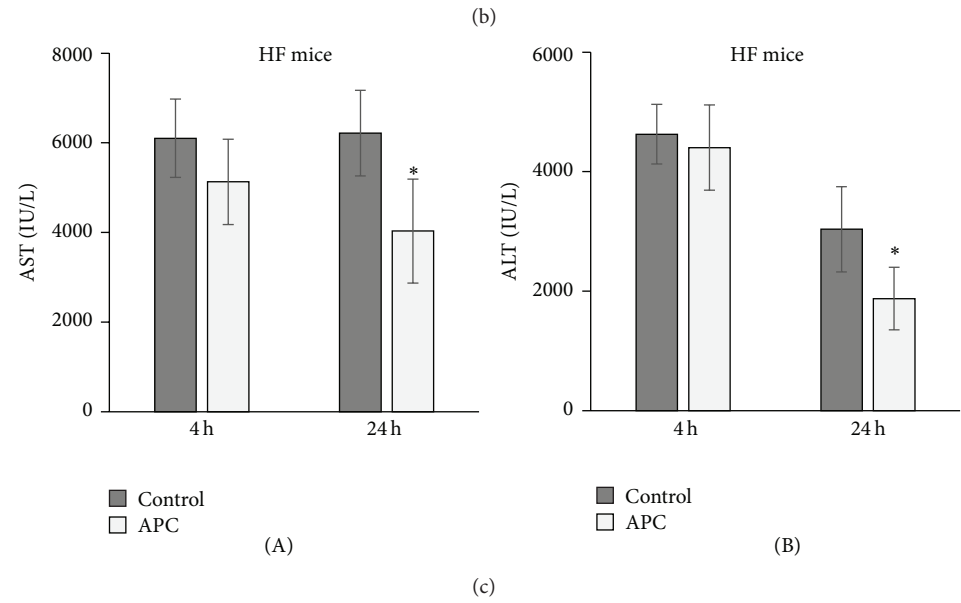 (b)
HF mice
8000
6000
4000
2000
0
AST (IU/L)
*
4 h
24 h
Control
APC
(A)
HF mice
6000
4000
2000
0
ALT (IU/L)
*
4 h
24 h
Control
APC
(B)
(c)